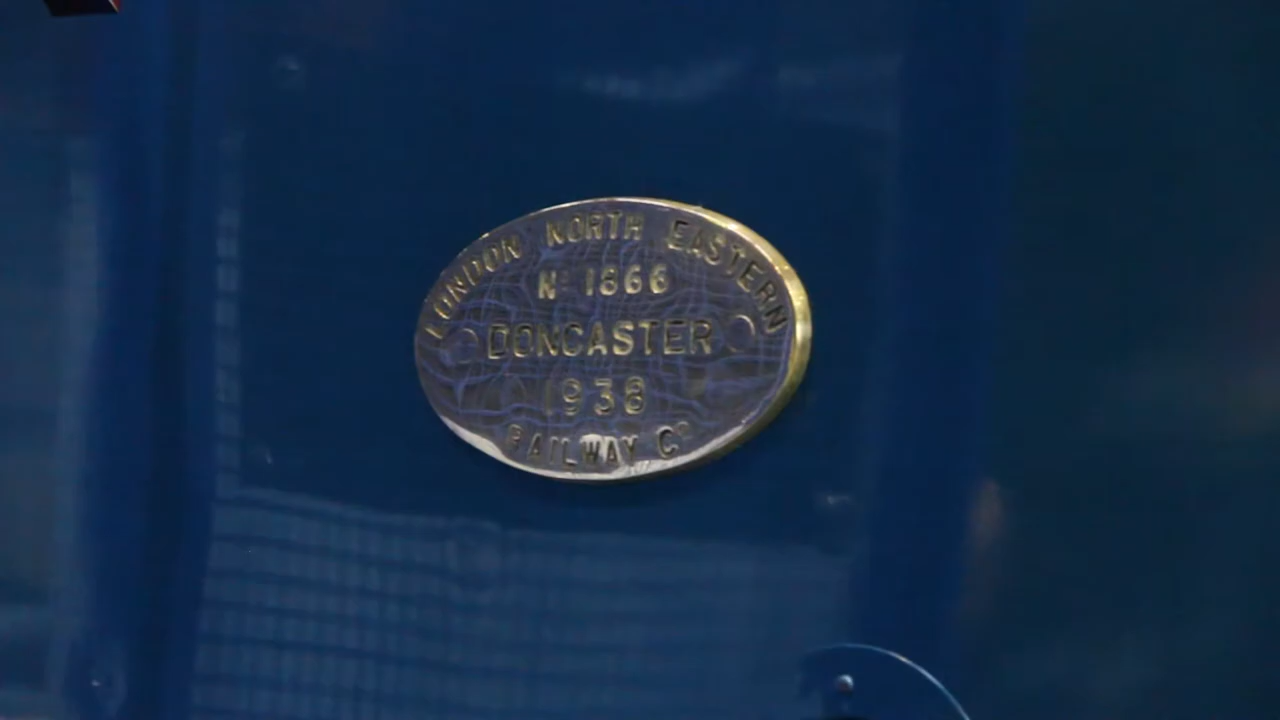 LONDON NORTH EASTERN
Nº 1866
DONCASTER
1938
RAILWAY Cº